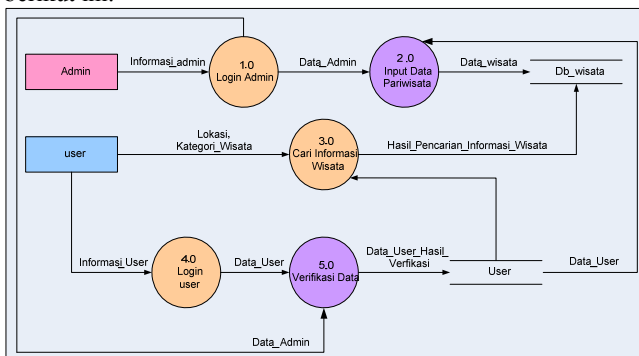 Admin
Informasi_admin
1.0
Login Admin
Data_Admin
2.0
Input Data
Pariwisata
Data_wisata
Db_wisata
user
Lokasi,
Kategori_Wisata
3.0
Cari Informasi
Wisata
Hasil_Pencarian_Informasi_Wisata
Informasi_User
4.0
Login
user
Data_User
5.0
Verifikasi Data
Data_User_Hasil_
Verfikasi
User
Data_User
Data_Admin